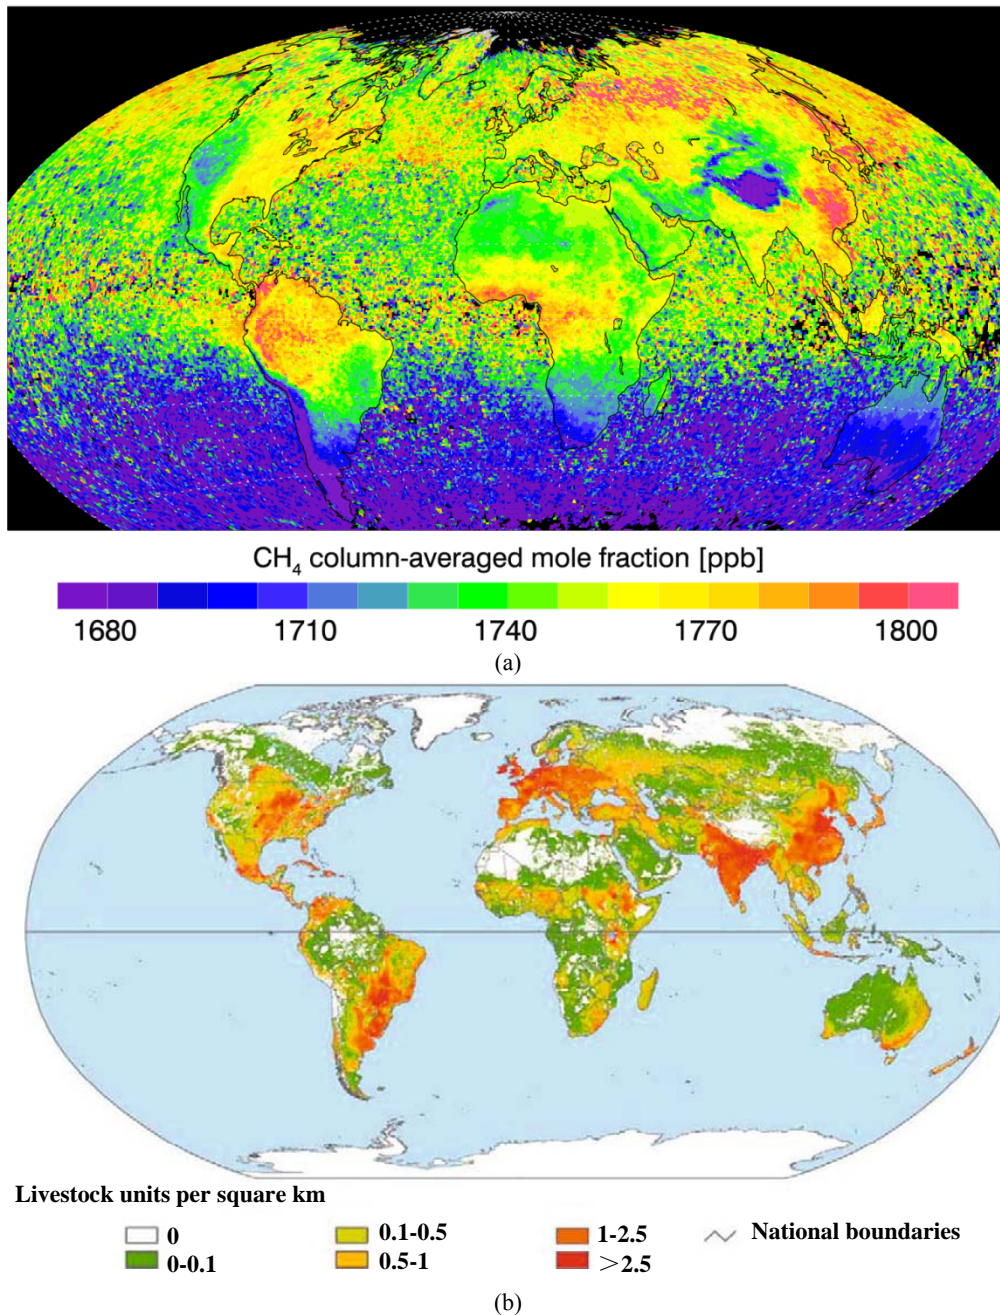 CH₄ column-averaged mole fraction [ppb]
1680 1710 1740 1770 1800
(a)
Livestock units per square km
0 0.1-0.5 1-2.5 National boundaries
0-0.1 0.5-1 >2.5
(b)